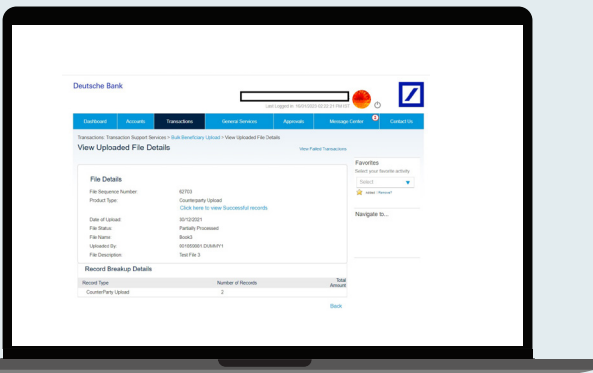 Deutsche Bank
Dashboard Accounts Transactions General Services Approvals Message Center Contact Us
Transactions: Transaction Support Services > Bulk Beneficiary Upload > View Uploaded File Details
View Uploaded File Details
View Failed Transactions
Favorites
Select your favorite activity
Select
Navigate to...
File Details
File Sequence Number: 62703
Product Type: Counterparty Upload
Click here to view Successful records
Date of Upload: 30/12/2021
File Status: Partially Processed
File Name: Book3
Uploaded By: 001050001.DUMMY1
File Description: Test File 3
Record Breakup Details
Record Type Number of Records Total Amount
CounterParty Upload 2
Back